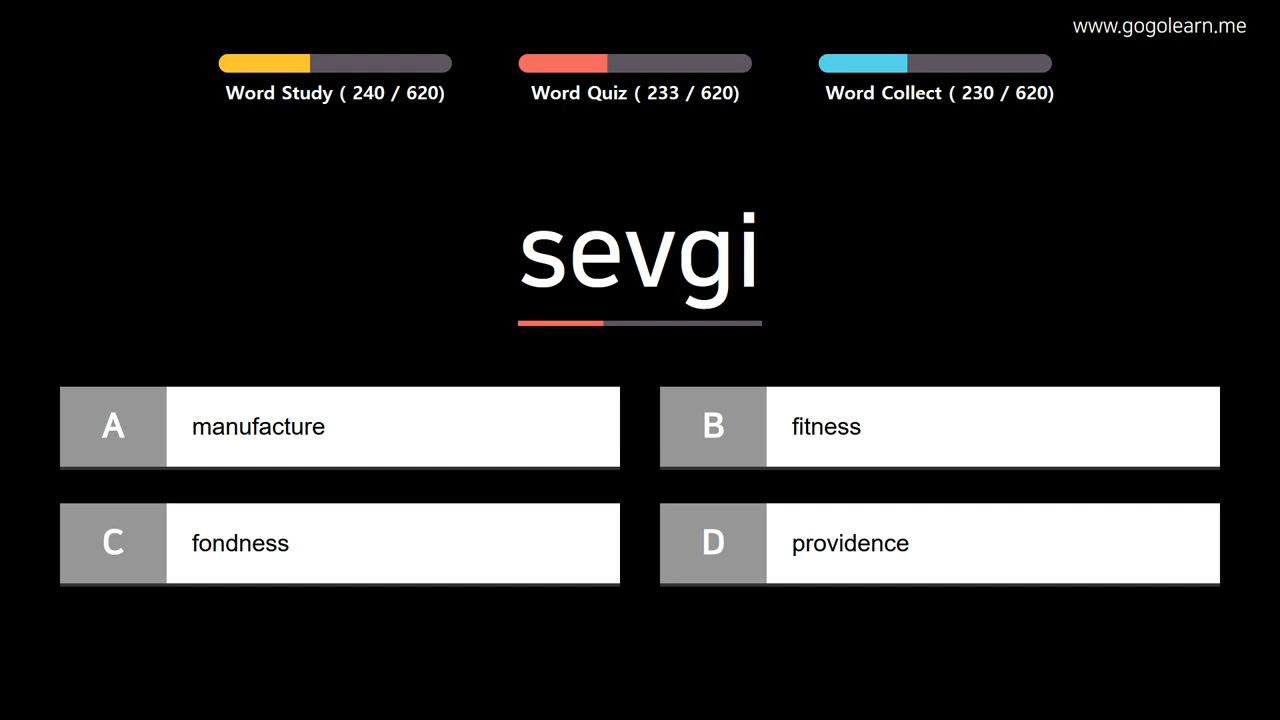 www.gogolearn.me
Word Study ( 240 / 620)
Word Quiz ( 233 / 620)
Word Collect ( 230 / 620)
sevgi
A manufacture
B fitness
C fondness
D providence